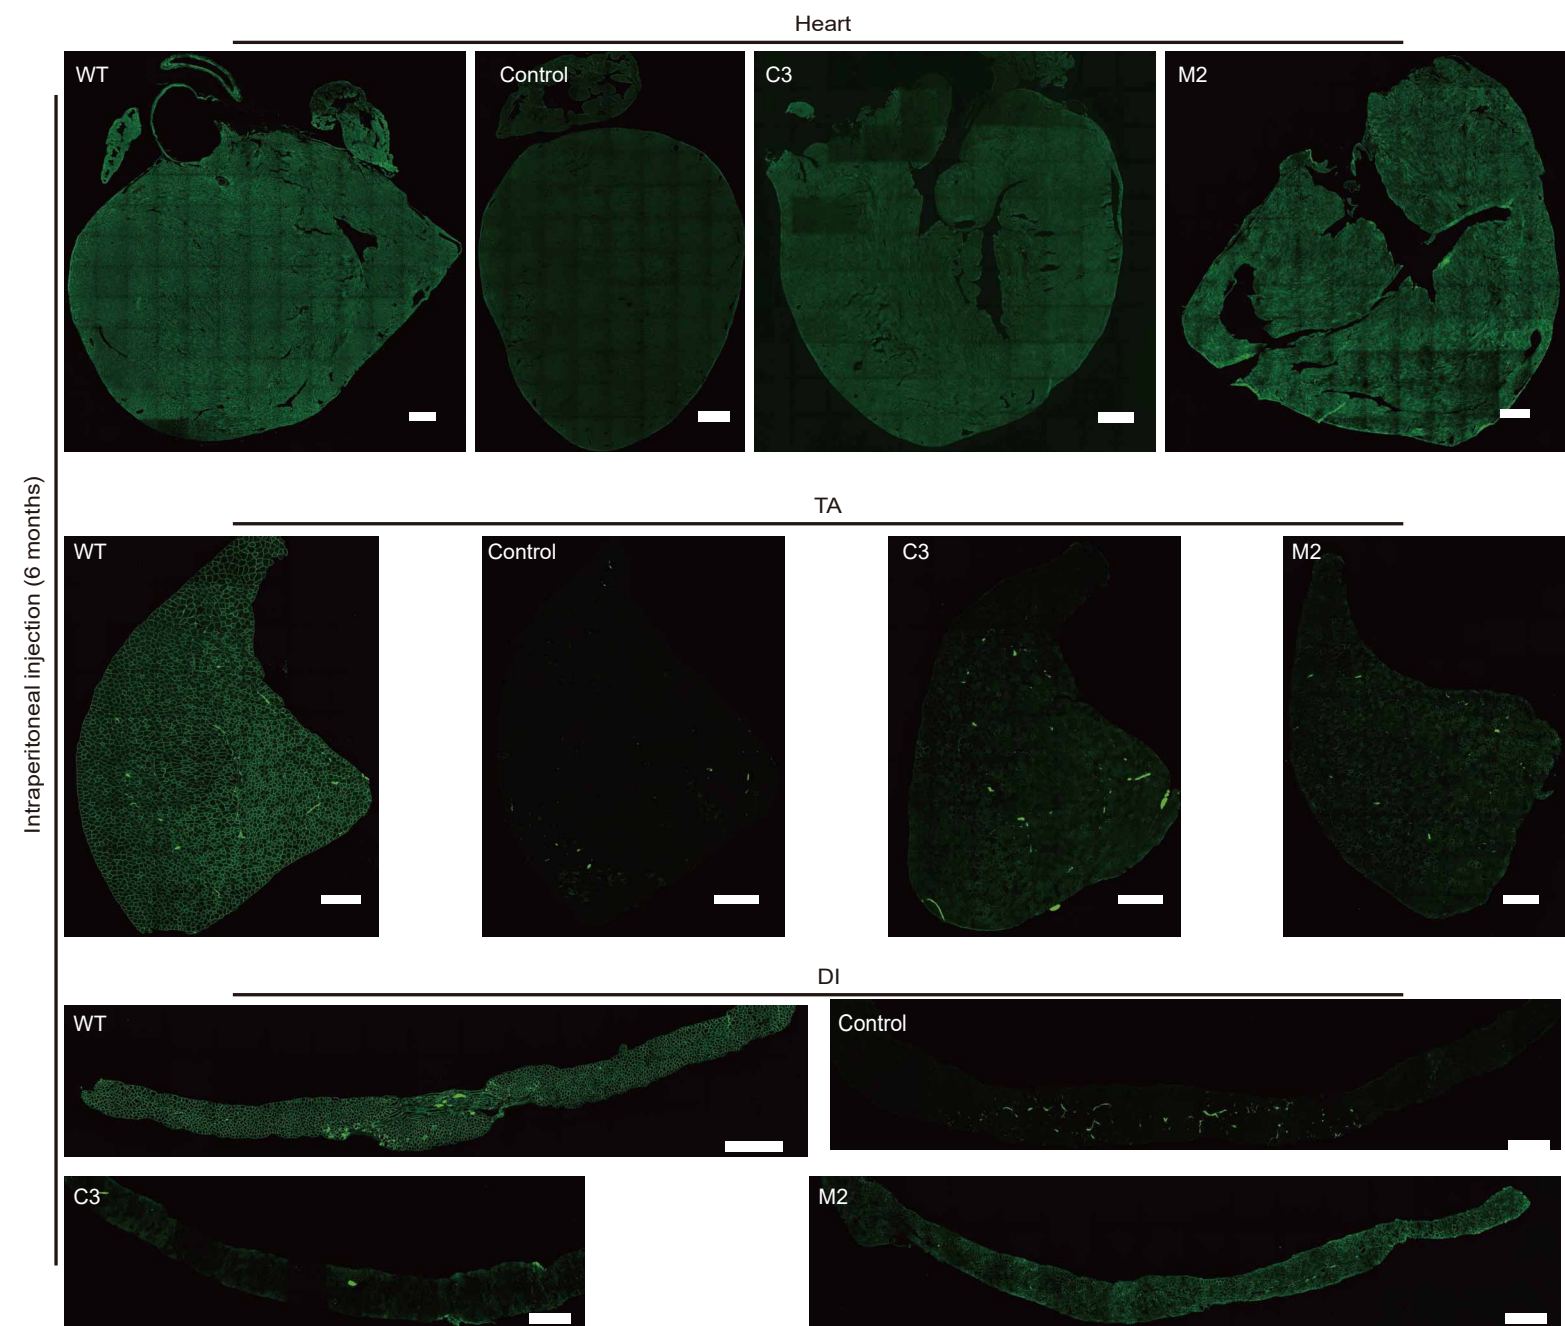 Heart
WT
Control
C3
M2
Intraperitoneal injection (6 months)
TA
WT
Control
C3
M2
DI
WT
Control
C3
M2